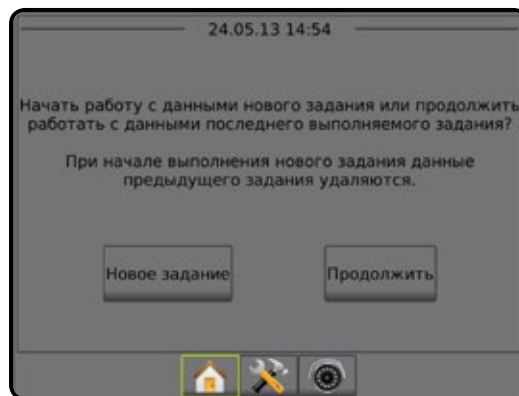 24.05.13 14:54
Начать работу с данными нового задания или продолжить
работать с данными последнего выполняемого задания?
При начале выполнения нового задания данные
предыдущего задания удаляются.
Новое задание
Продолжить